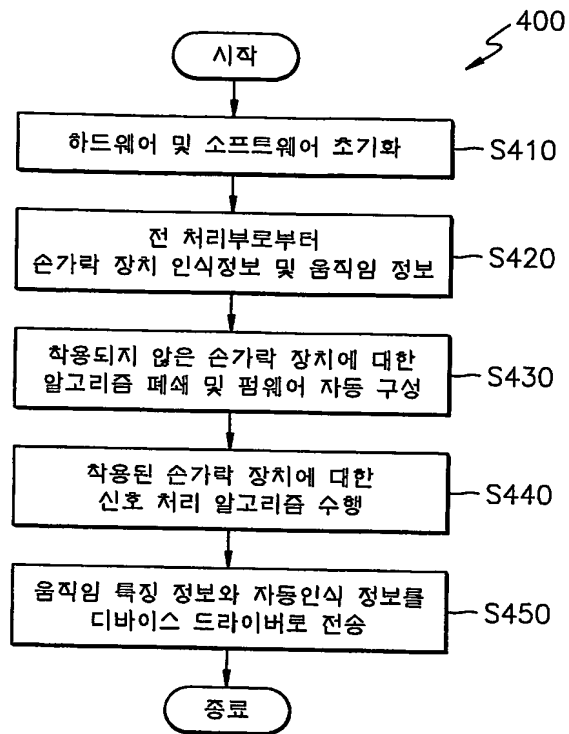 400
시작
하드웨어 및 소프트웨어 초기화
S410
전 처리부로부터
손가락 장치 인식정보 및 움직임 정보
S420
착용되지 않은 손가락 장치에 대한
알고리즘 폐쇄 및 펌웨어 자동 구성
S430
착용된 손가락 장치에 대한
신호 처리 알고리즘 수행
S440
움직임 특징 정보와 자동인식 정보를
디바이스 드라이버로 전송
S450
종료